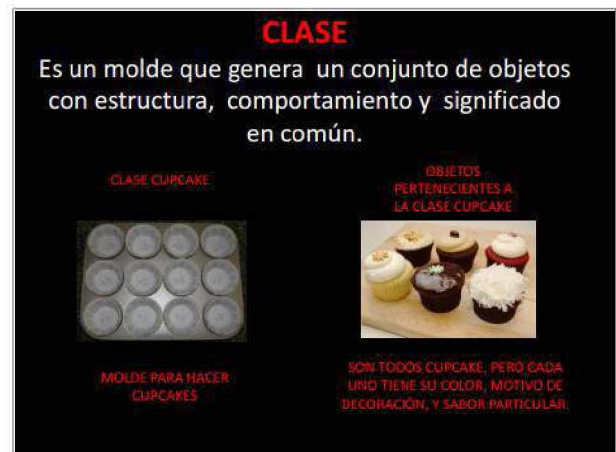 CLASE
Es un molde que genera un conjunto de objetos
con estructura, comportamiento y significado
en común.
CLASE CUPCAKE
OBJETOS
PERTENECIENTES A
LA CLASE CUPCAKE
MOLDE PARA HACER
CUPCAKES
SON TODOS CUPCAKE, PERO CADA
UNO TIENE SU COLOR, MOTIVO DE
DECORACIÓN, Y SABOR PARTICULAR.